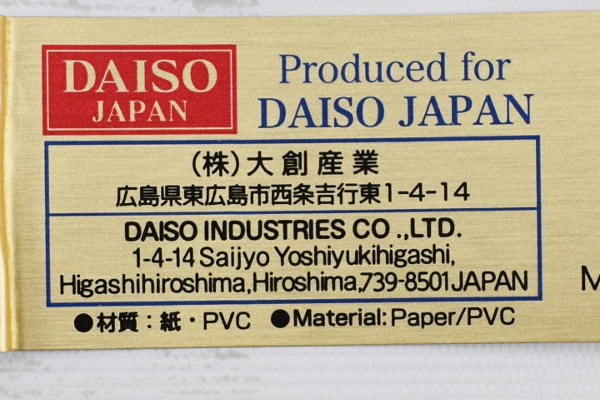 DAISO
JAPAN
Produced for
DAISO JAPAN
(株)大創産業
広島県東広島市西条吉行東1-4-14
DAISO INDUSTRIES CO .,LTD.
1-4-14 Saijyo Yoshiyukihigashi,
Higashihiroshima,Hiroshima,739-8501 JAPAN
●材質：紙・PVC ●Material: Paper/PVC
M